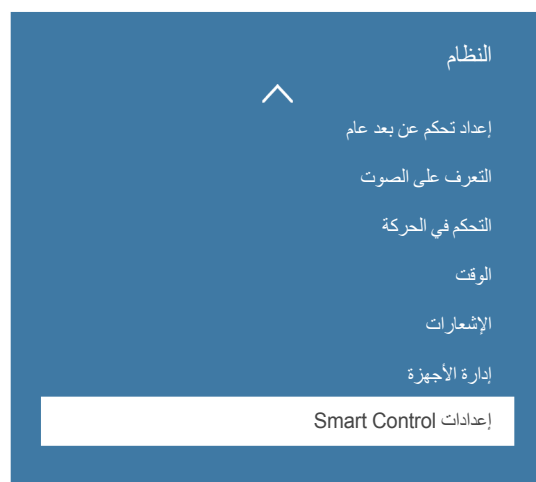 النظام
إعداد تحكم عن بعد عام
التعرف على الصوت
التحكم في الحركة
الوقت
الإشعارات
إدارة الأجهزة
إعدادات Smart Control